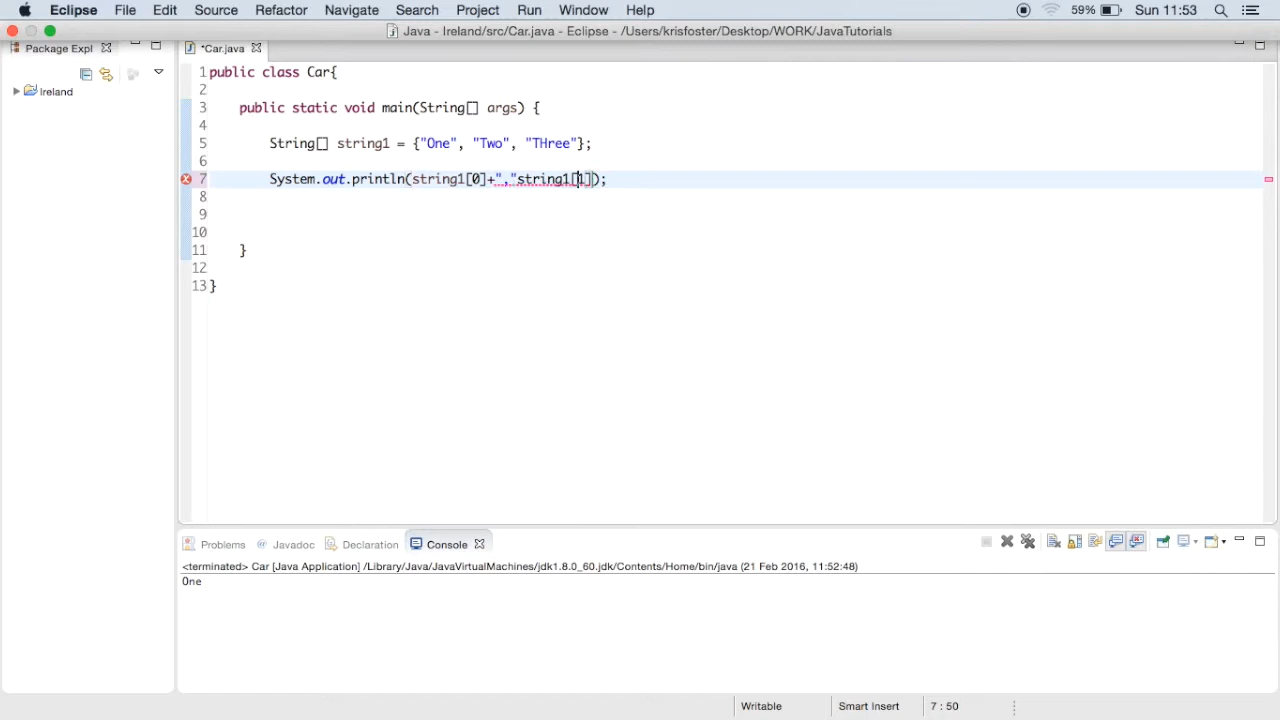 Eclipse File Edit Source Refactor Navigate Search Project Run Window Help 59% Sun 11:53
Java - Ireland/src/Car.java - Eclipse - /Users/krisfoster/Desktop/WORK/JavaTutorials
Package Expl *Car.java
Ireland
1 public class Car{
2
3 public static void main(String[] args) {
4
5 String[] string1 = {"One", "Two", "THree"};
6
7 System.out.println(string1[0]+","string1[1]);
8
9
10
11 }
12
13 }
Problems Javadoc Declaration Console
<terminated> Car [Java Application] /Library/Java/JavaVirtualMachines/jdk1.8.0_60.jdk/Contents/Home/bin/java (21 Feb 2016, 11:52:48)
One
Writable Smart Insert 7 : 50